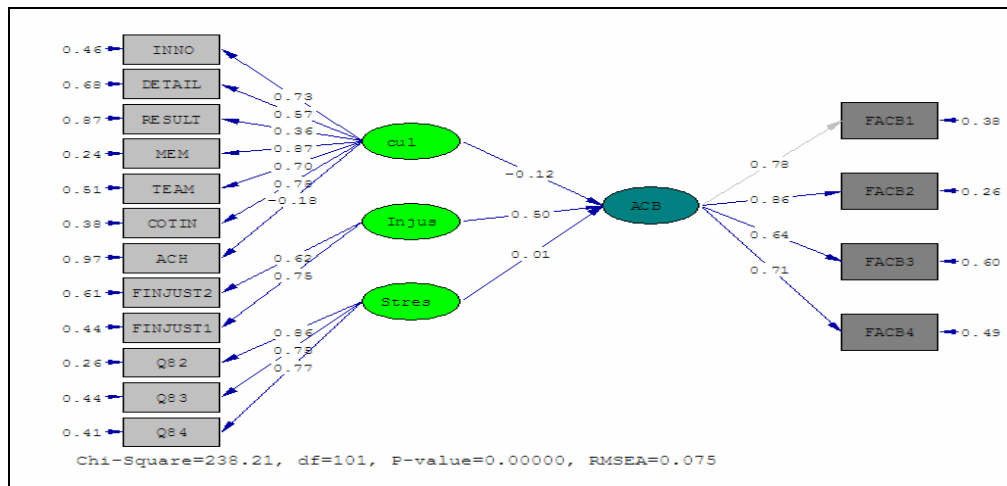 0.46 INNO
0.68 DETAIL
0.87 RESULT
0.24 MEM
0.51 TEAM
0.38 COTIN
0.97 ACH
0.61 FINJUST2
0.44 FINJUST1
0.26 Q82
0.44 Q83
0.41 Q84
0.73
0.57
0.36
0.87
0.70
0.78
-0.18
0.62
0.75
0.86
0.77
cul
Injus
Stres
-0.12
0.50
0.01
ACB
0.78
0.86
0.64
0.71
FACB1 0.38
FACB2 0.26
FACB3 0.60
FACB4 0.49
Chi-Square=238.21, df=101, P-value=0.00000, RMSEA=0.075